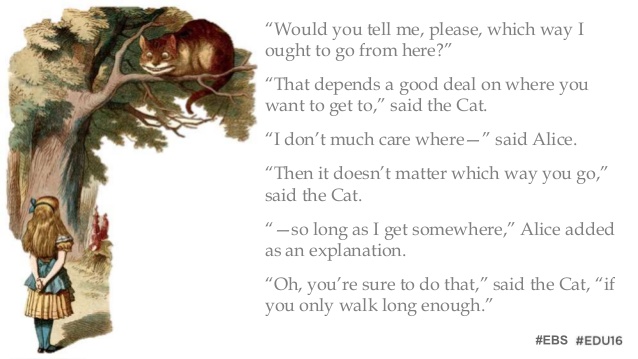 “Would you tell me, please, which way I
ought to go from here?”
“That depends a good deal on where you
want to get to,” said the Cat.
“I don’t much care where—” said Alice.
“Then it doesn’t matter which way you go,”
said the Cat.
“—so long as I get somewhere,” Alice added
as an explanation.
“Oh, you’re sure to do that,” said the Cat, “if
you only walk long enough.”
#EBS #EDU16